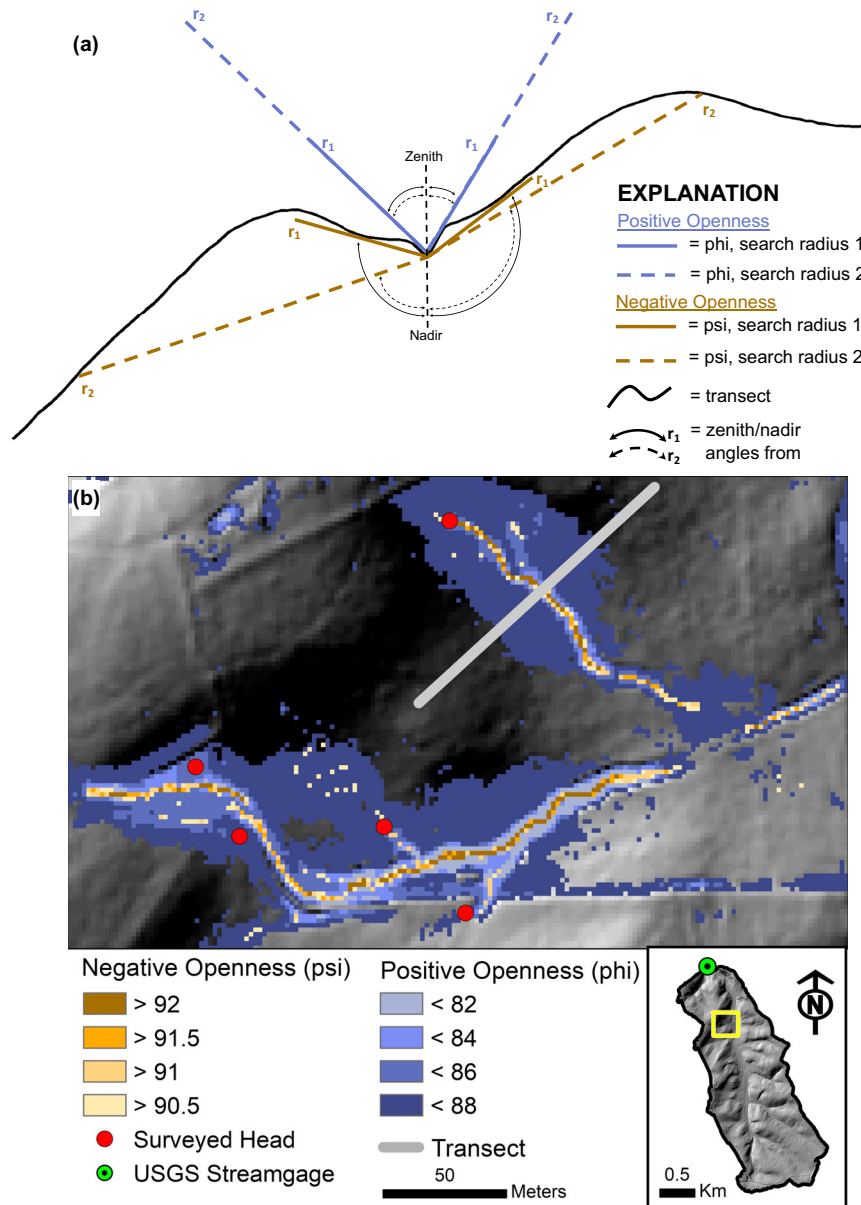 (a)
r₂
r₂
r₁
r₁
Zenith
r₂
r₁
r₁
Nadir
r₂
EXPLANATION
Positive Openness
= phi, search radius 1
= phi, search radius 2
Negative Openness
= psi, search radius 1
= psi, search radius 2
= transect
r₁ = zenith/nadir
r₂ angles from
(b)
Negative Openness (psi)
> 92
> 91.5
> 91
> 90.5
Surveyed Head
USGS Streamgage
Positive Openness (phi)
< 82
< 84
< 86
< 88
Transect
50
Meters
N
0.5
Km